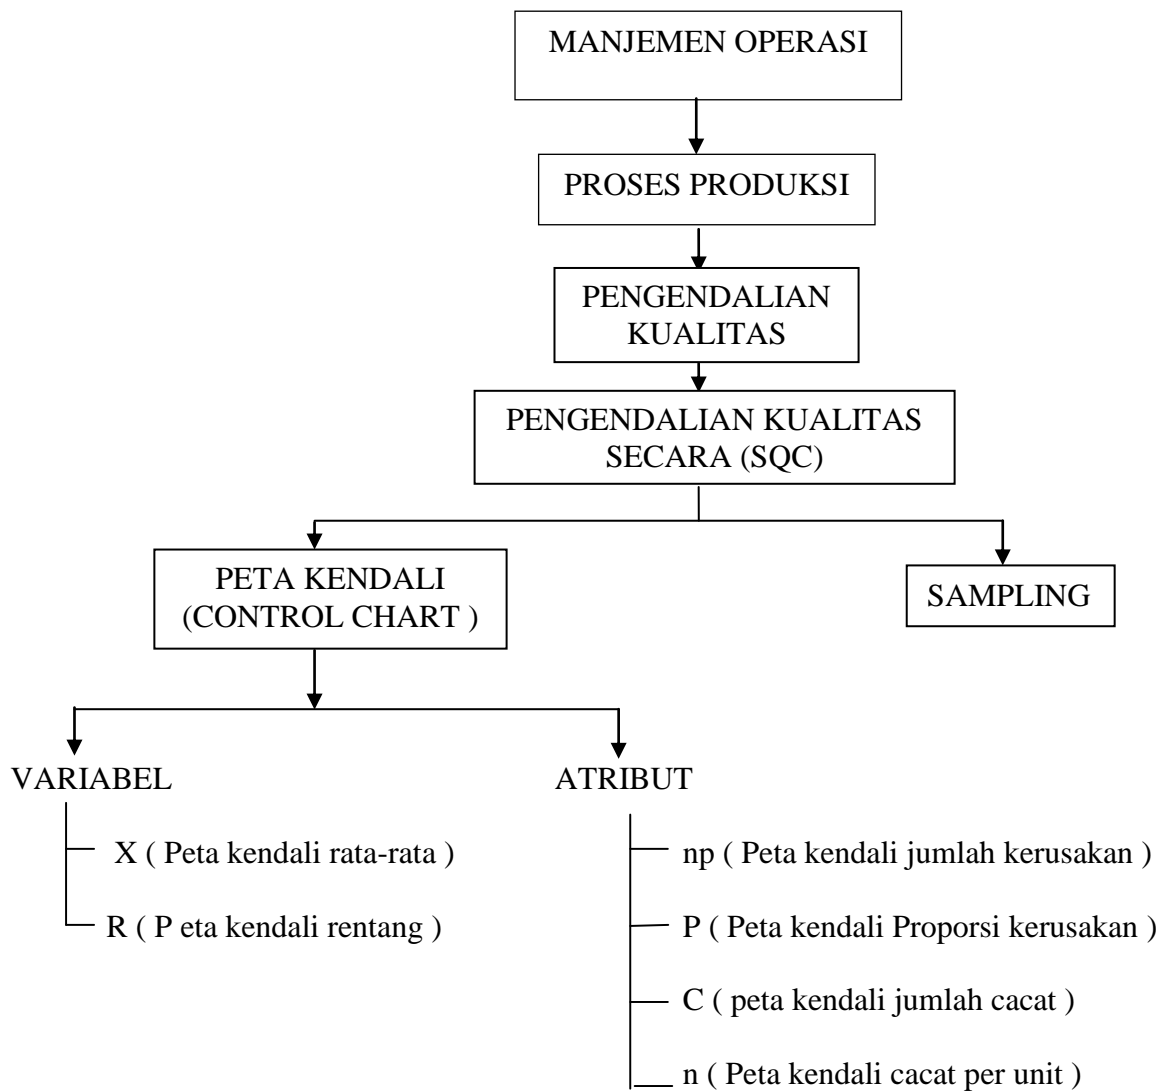 MANJEMEN OPERASI
PROSES PRODUKSI
PENGENDALIAN
KUALITAS
PENGENDALIAN KUALITAS
SECARA (SQC)
PETA KENDALI
(CONTROL CHART )
SAMPLING
VARIABEL
X ( Peta kendali rata-rata )
R ( P eta kendali rentang )
ATRIBUT
np ( Peta kendali jumlah kerusakan )
P ( Peta kendali Proporsi kerusakan )
C ( peta kendali jumlah cacat )
n ( Peta kendali cacat per unit )